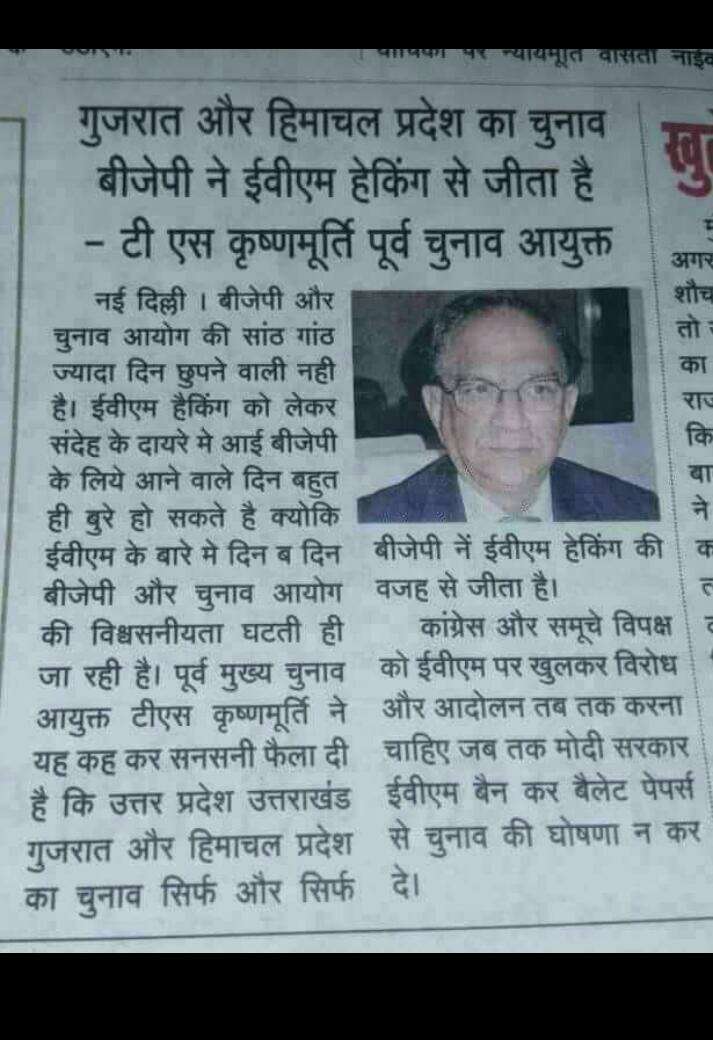 पर न्यायमूर्ति वासंती
गुजरात और हिमाचल प्रदेश का चुनाव
बीजेपी ने ईवीएम हेकिंग से जीता है
- टी एस कृष्णमूर्ति पूर्व चुनाव आयुक्त
नई दिल्ली । बीजेपी और
चुनाव आयोग की सांठ गांठ
ज्यादा दिन छुपने वाली नही
है। ईवीएम हैकिंग को लेकर
संदेह के दायरे मे आई बीजेपी
के लिये आने वाले दिन बहुत
ही बुरे हो सकते है क्योकि
ईवीएम के बारे मे दिन ब दिन
बीजेपी और चुनाव आयोग
की विश्वसनीयता घटती ही
जा रही है। पूर्व मुख्य चुनाव
आयुक्त टीएस कृष्णमूर्ति ने
यह कह कर सनसनी फैला दी
है कि उत्तर प्रदेश उत्तराखंड
गुजरात और हिमाचल प्रदेश
का चुनाव सिर्फ और सिर्फ
बीजेपी नें ईवीएम हेकिंग की
वजह से जीता है।
कांग्रेस और समूचे विपक्ष
को ईवीएम पर खुलकर विरोध
और आदोलन तब तक करना
चाहिए जब तक मोदी सरकार
ईवीएम बैन कर बैलेट पेपर्स
से चुनाव की घोषणा न कर
दे।
अगर
शौच
तो
का
कि
बा
ने